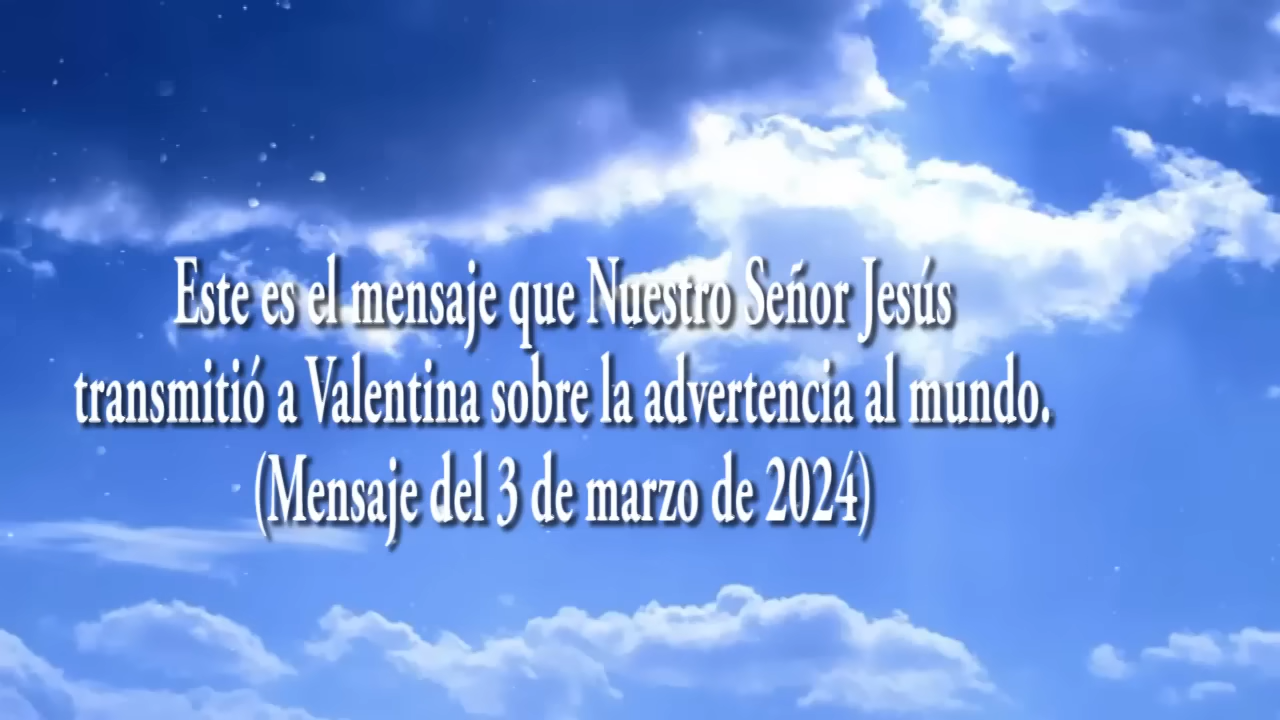 Este es el mensaje que Nuestro Señor Jesús
transmitió a Valentina sobre la advertencia al mundo.
(Mensaje del 3 de marzo de 2024)